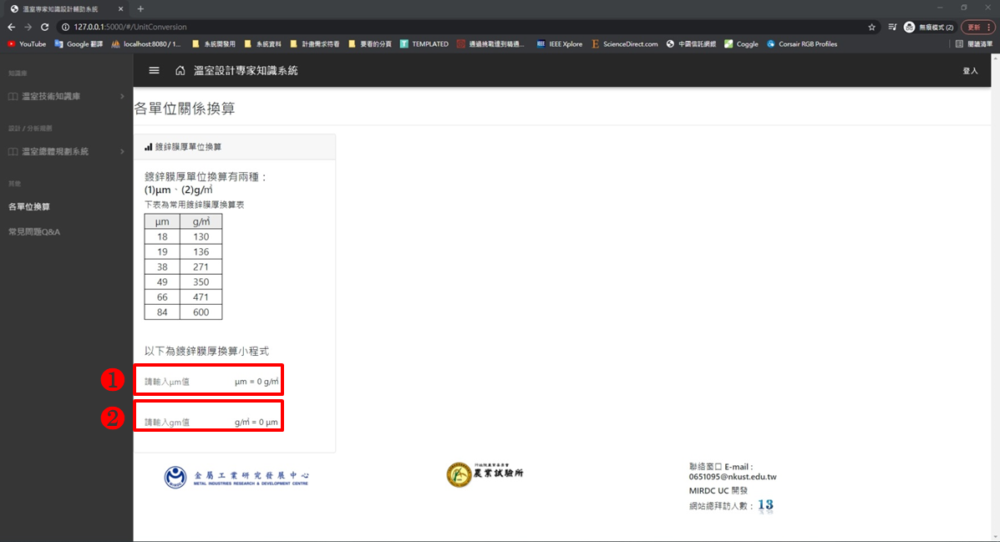 溫室專家知識設計輔助系統
127.0.0.1:5000/#/UnitConversion
無痕模式 (2)
更新
YouTube
Google 翻譯
localhost:8080 / 1...
系統開發用
系統資料
計畫需求待看
要看的分頁
TEMPLATED
通過挑戰達到精通...
IEEE Xplore
ScienceDirect.com
中國信託網銀
Coggle
Corsair RGB Profiles
閱讀清單
知識庫
溫室技術知識庫
設計 / 分析規劃
溫室總體規劃系統
其他
各單位換算
常見問題Q&A
溫室設計專家知識系統
登入
各單位關係換算
鍍鋅膜厚單位換算
鍍鋅膜厚單位換算有兩種：
(1)μm、(2)g/㎡
下表為常用鍍鋅膜厚換算表
μm g/㎡
18 130
19 136
38 271
49 350
66 471
84 600
以下為鍍鋅膜厚換算小程式
❶
請輸入μm值 μm = 0 g/㎡
❷
請輸入gm值 g/㎡ = 0 μm
金屬工業研究發展中心
METAL INDUSTRIES RESEARCH & DEVELOPMENT CENTRE
行政院農業委員會
農業試驗所
聯絡窗口 E-mail :
0651095@nkust.edu.tw
MIRDC UC 開發
網站總拜訪人數： 13